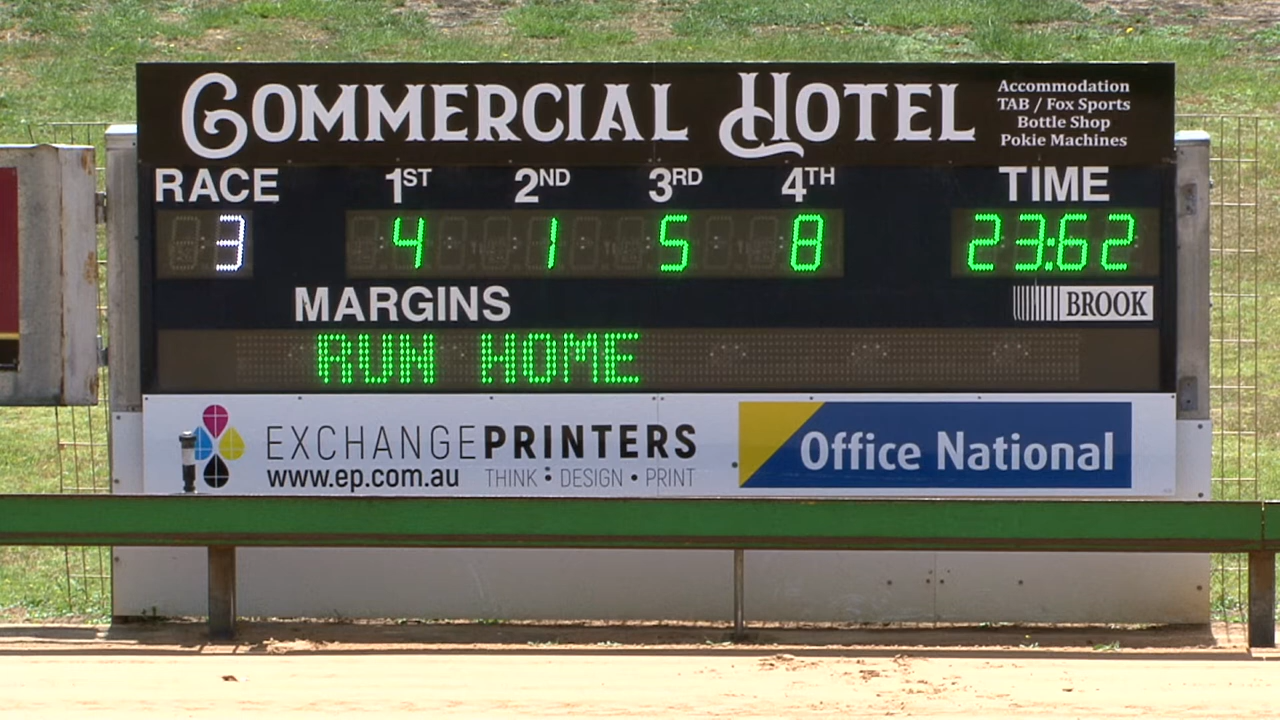 COMMERCIAL HOTEL
Accommodation
TAB / Fox Sports
Bottle Shop
Pokie Machines
RACE 1ST 2ND 3RD 4TH TIME
3 4 1 5 8 23:62
MARGINS
BROOK
RUN HOME
EXCHANGEPRINTERS
www.ep.com.au THINK • DESIGN • PRINT
Office National